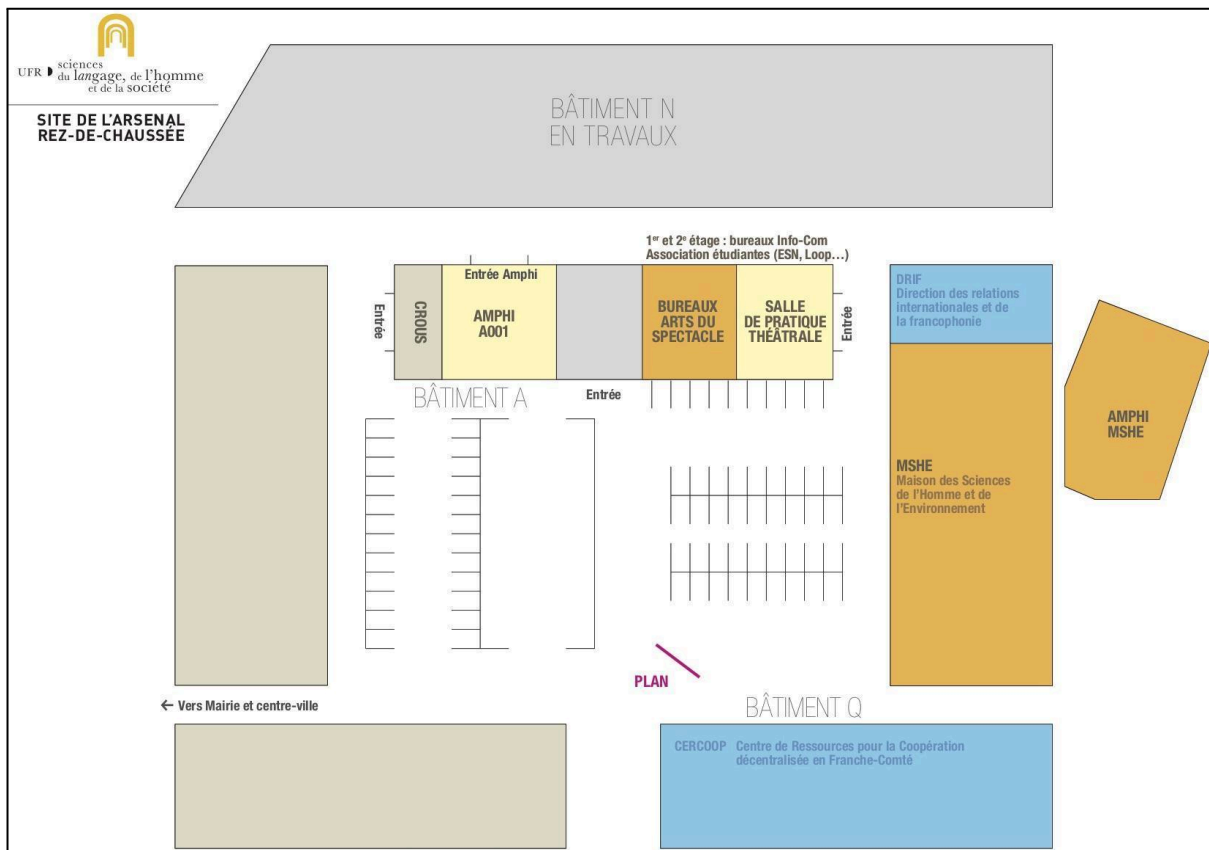 UFR sciences
du langage, de l'homme
et de la société
SITE DE L'ARSENAL
REZ-DE-CHAUSSÉE
BÂTIMENT N
EN TRAVAUX
1er et 2e étage : bureaux Info-Com
Association étudiantes (ESN, Loop...)
Entrée
CROUS
Entrée Amphi
AMPHI
A001
BUREAUX
ARTS DU
SPECTACLE
SALLE
DE PRATIQUE
THÉÂTRALE
Entrée
DRIF
Direction des relations
internationales et de
la francophonie
BÂTIMENT A
Entrée
AMPHI
MSHE
MSHE
Maison des Sciences
de l'Homme et de
l'Environnement
PLAN
← Vers Mairie et centre-ville
BÂTIMENT Q
CERCOOP Centre de Ressources pour la Coopération
décentralisée en Franche-Comté